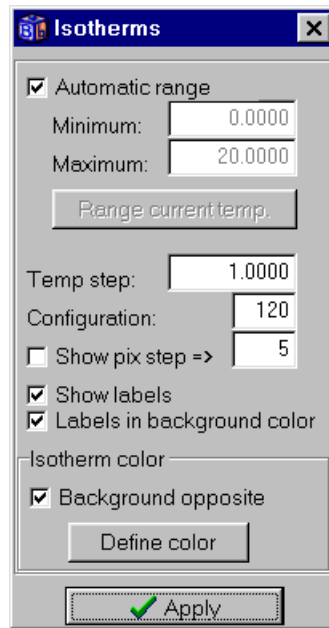 Isotherms
Automatic range
Minimum: 0.0000
Maximum: 20.0000
Range current temp.
Temp step: 1.0000
Configuration: 120
Show pix step => 5
Show labels
Labels in background color
Isotherm color
Background opposite
Define color
Apply